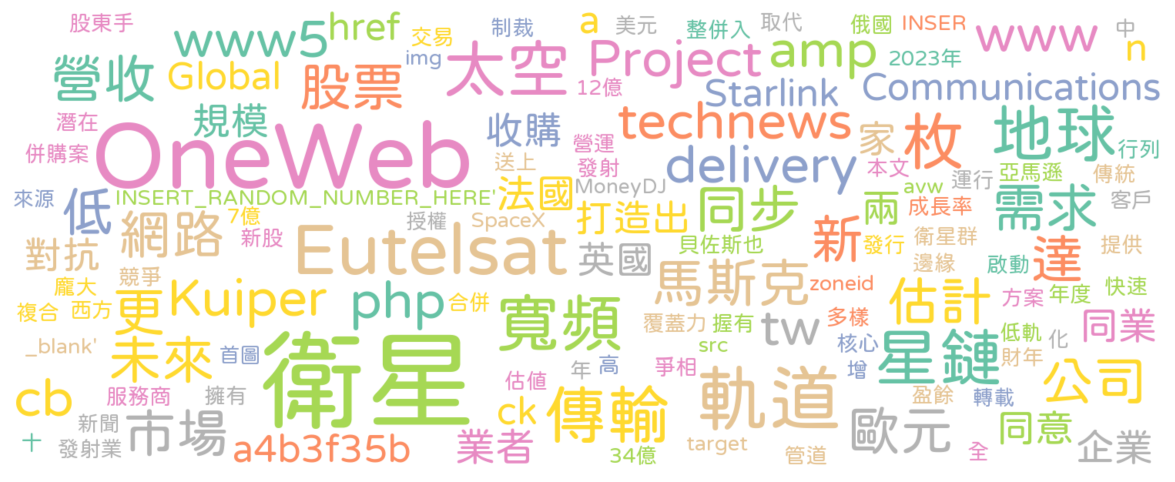 股東手 www5 href 交易 制裁 a 美元 整併入 取代 俄國 INSER www 中 n
營收 Global 股票 img 太空 Project 12億 amp 2023年
Starlink Communications
潛在 規模 收購 technews 營運 家 枚 地球 行列
併購案 OneWeb 送上 發射 delivery 本文 亞馬遜 傳統
來源 低 INSERT_RANDOM_NUMBER_HERE' 法國 MoneyDJ 同步 兩 avw 運行 需求 客戶
7億 網路 新股 授權 SpaceX 打造出 成長率
對抗 Eutelsat 英國 貝佐斯也 新 發行 衛星群 達 提供
龐大 競爭 馬斯克 zoneid 邊緣 啟動
複合 西方 更 Kuiper php 合併 寬頻 覆蓋力 握有 tw 多樣 估計 方案 年度 快速
_blank' 未來 首圖 衛星 src 核心 星鏈 低軌 化 同業
估值 年 高 爭相 增 財年
cb 服務商 擁有 ck 傳輸 軌道 盈餘 轉載 公司
新聞 市場 歐元 同意
十 發射業 a4b3f35b 業者 34億 target 管道 全 企業